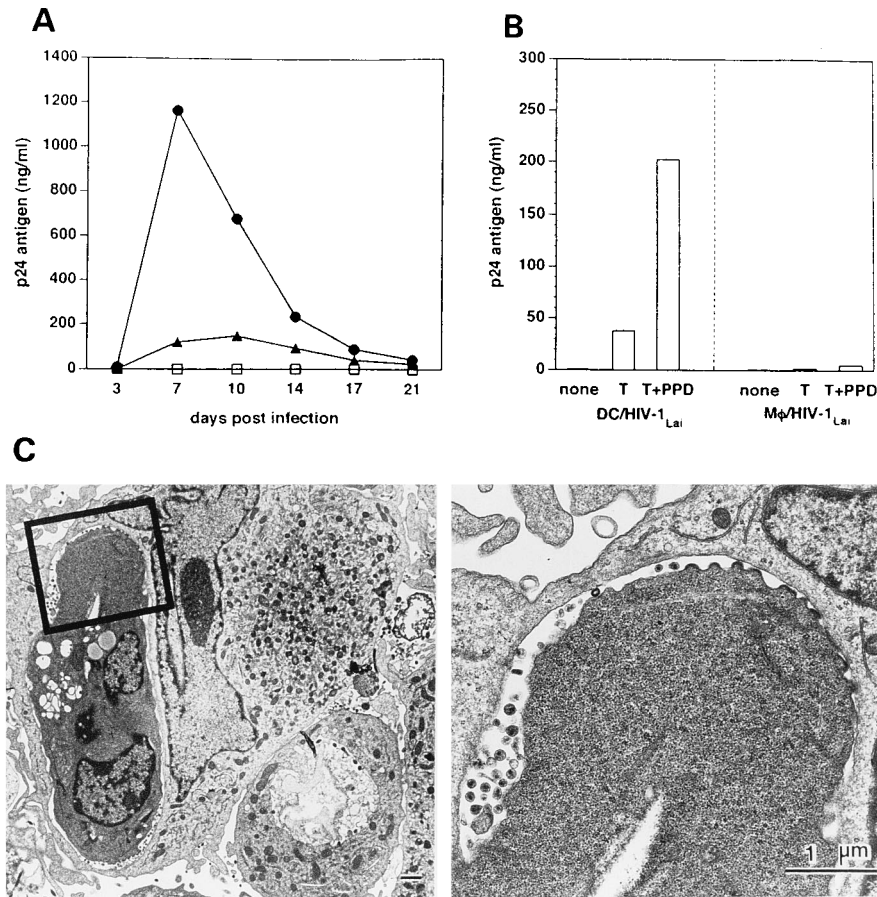 A
p24 antigen (ng/ml)
1400
1200
1000
800
600
400
200
0
3 7 10 14 17 21
days post infection
B
p24 antigen (ng/ml)
300
250
200
150
100
50
0
none T T+PPD none T T+PPD
DC/HIV-1Lai Mϕ/HIV-1Lai
C
1 μm